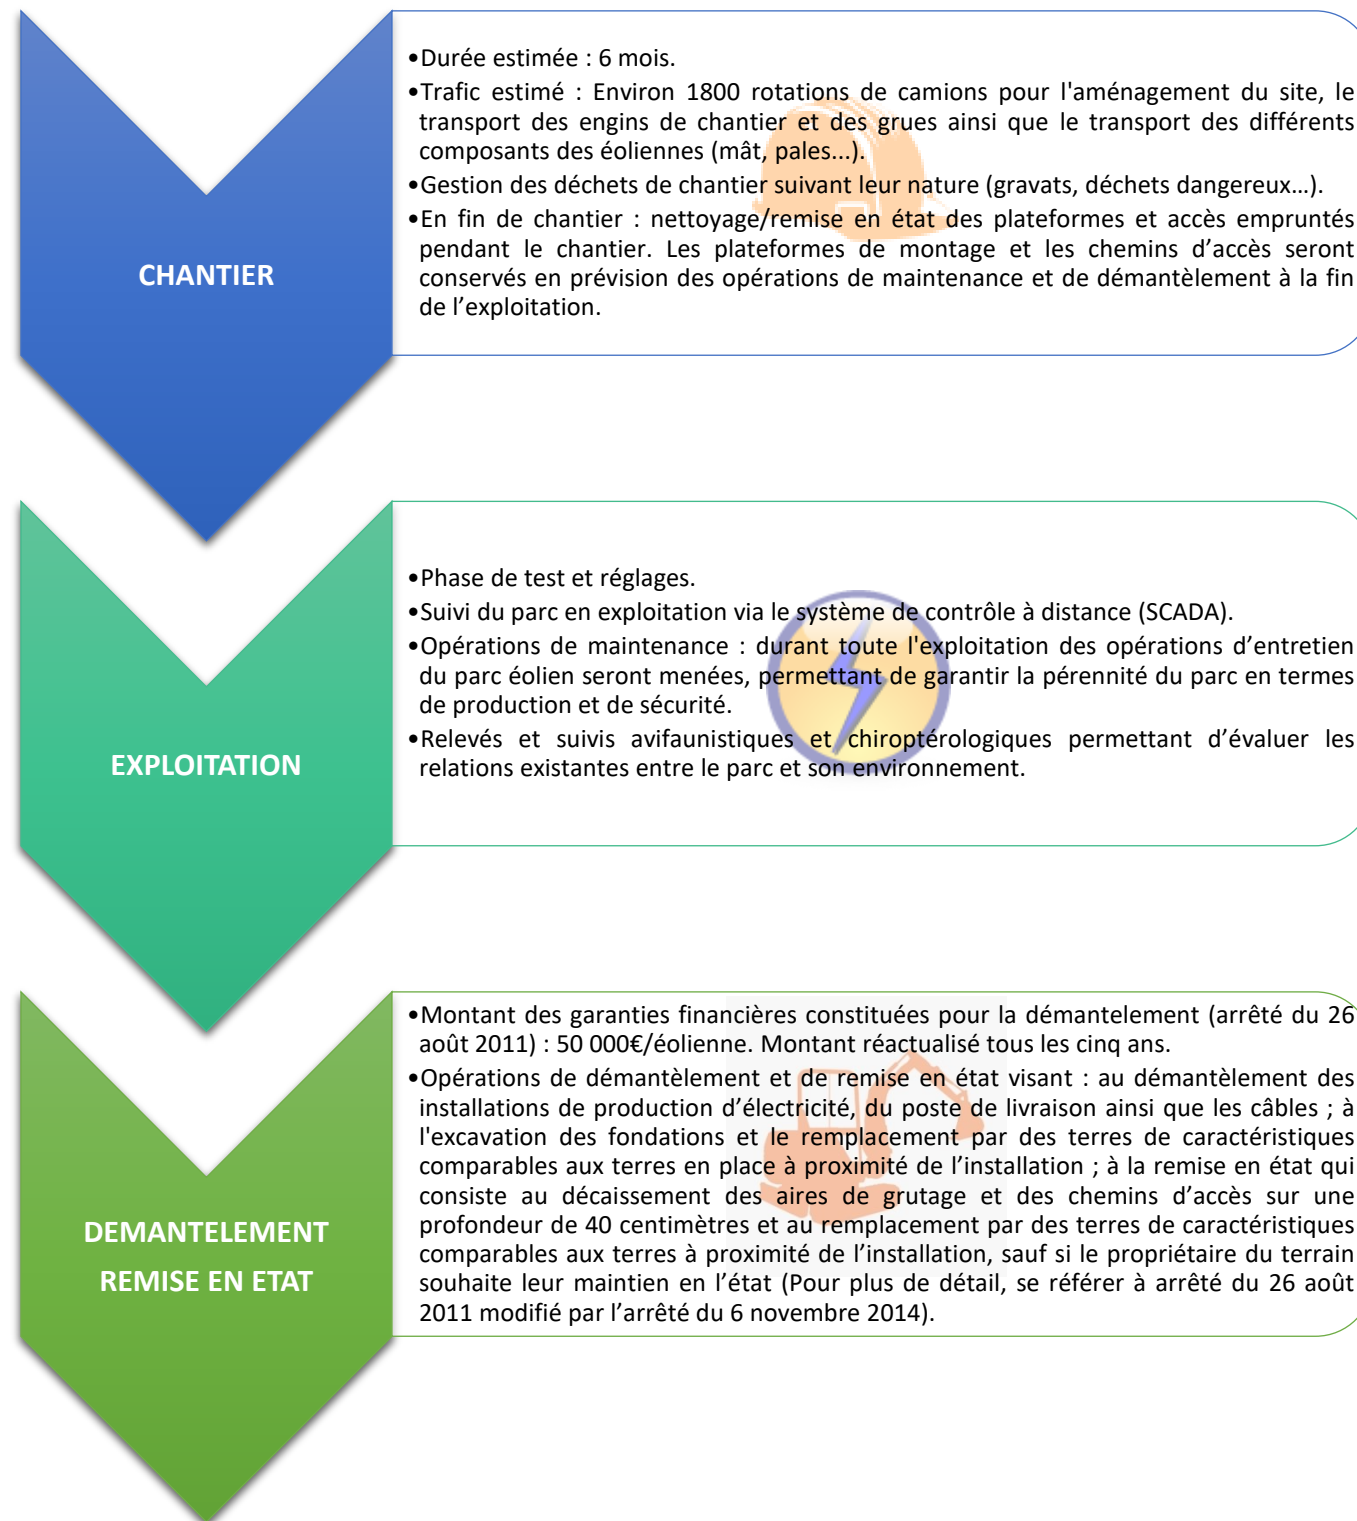 CHANTIER
•Durée estimée : 6 mois.
•Trafic estimé : Environ 1800 rotations de camions pour l'aménagement du site, le
transport des engins de chantier et des grues ainsi que le transport des différents
composants des éoliennes (mât, pales...).
•Gestion des déchets de chantier suivant leur nature (gravats, déchets dangereux…).
•En fin de chantier : nettoyage/remise en état des plateformes et accès empruntés
pendant le chantier. Les plateformes de montage et les chemins d’accès seront
conservés en prévision des opérations de maintenance et de démantèlement à la fin
de l’exploitation.
EXPLOITATION
•Phase de test et réglages.
•Suivi du parc en exploitation via le système de contrôle à distance (SCADA).
•Opérations de maintenance : durant toute l'exploitation des opérations d’entretien
du parc éolien seront menées, permettant de garantir la pérennité du parc en termes
de production et de sécurité.
•Relevés et suivis avifaunistiques et chiroptérologiques permettant d’évaluer les
relations existantes entre le parc et son environnement.
DEMANTELEMENT
REMISE EN ETAT
•Montant des garanties financières constituées pour la démantelement (arrêté du 26
août 2011) : 50 000€/éolienne. Montant réactualisé tous les cinq ans.
•Opérations de démantèlement et de remise en état visant : au démantèlement des
installations de production d’électricité, du poste de livraison ainsi que les câbles ; à
l'excavation des fondations et le remplacement par des terres de caractéristiques
comparables aux terres en place à proximité de l’installation ; à la remise en état qui
consiste au décaissement des aires de grutage et des chemins d’accès sur une
profondeur de 40 centimètres et au remplacement par des terres de caractéristiques
comparables aux terres à proximité de l’installation, sauf si le propriétaire du terrain
souhaite leur maintien en l’état (Pour plus de détail, se référer à arrêté du 26 août
2011 modifié par l’arrêté du 6 novembre 2014).